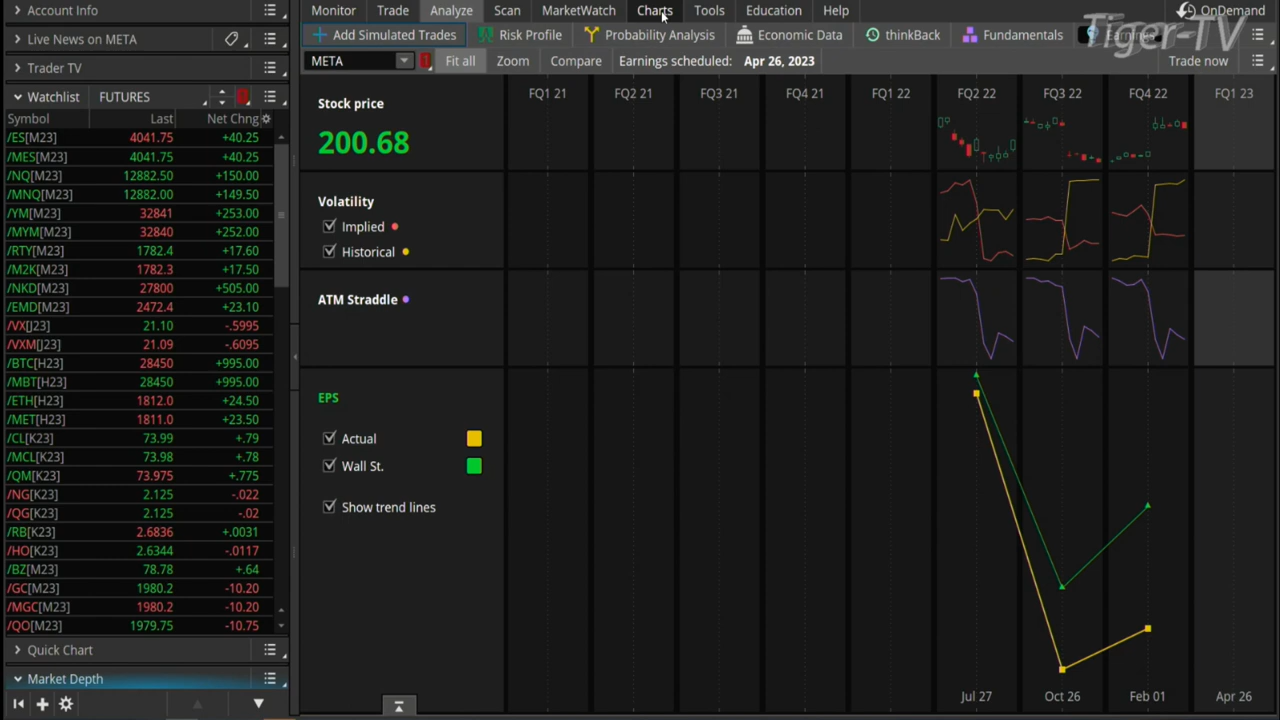 Account Info
Monitor Trade Analyze Scan MarketWatch Charts Tools Education Help OnDemand
Live News on META
Add Simulated Trades Risk Profile Probability Analysis Economic Data thinkBack Fundamentals Earnings
Tiger-TV
Trader TV
META Fit all Zoom Compare Earnings scheduled: Apr 26, 2023 Trade now
Watchlist FUTURES
Symbol Last Net Chng
/ES[M23] 4041.75 +40.25
/MES[M23] 4041.75 +40.25
/NQ[M23] 12882.50 +150.00
/MNQ[M23] 12882.00 +149.50
/YM[M23] 32841 +253.00
/MYM[M23] 32840 +252.00
/RTY[M23] 1782.4 +17.60
/M2K[M23] 1782.3 +17.50
/NKD[M23] 27800 +505.00
/EMD[M23] 2472.4 +23.10
/VX[J23] 21.10 -.5995
/VXM[J23] 21.09 -.6095
/BTC[H23] 28450 +995.00
/MBT[H23] 28450 +995.00
/ETH[H23] 1812.0 +24.50
/MET[H23] 1811.0 +23.50
/CL[K23] 73.99 +.79
/MCL[K23] 73.98 +.78
/QM[K23] 73.975 +.775
/NG[K23] 2.125 -.022
/QG[K23] 2.125 -.02
/RB[K23] 2.6836 +.0031
/HO[K23] 2.6344 -.0117
/BZ[M23] 78.78 +.64
/GC[M23] 1980.2 -10.20
/MGC[M23] 1980.2 -10.20
/QO[M23] 1979.75 -10.75
Quick Chart
Market Depth
FQ1 21 FQ2 21 FQ3 21 FQ4 21 FQ1 22 FQ2 22 FQ3 22 FQ4 22 FQ1 23
Stock price
200.68
Volatility
Implied
Historical
ATM Straddle
EPS
Actual
Wall St.
Show trend lines
Jul 27 Oct 26 Feb 01 Apr 26